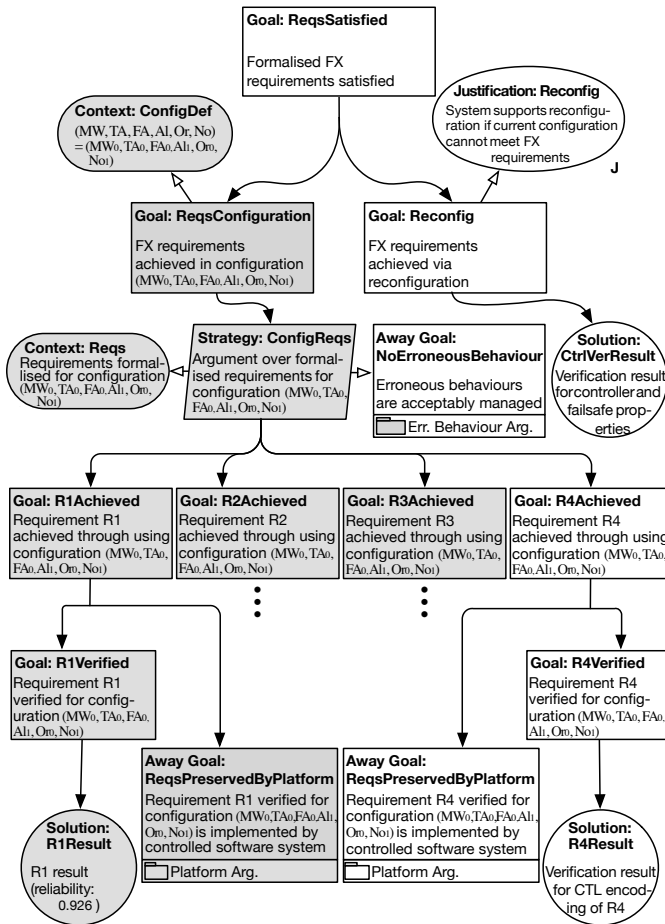 Goal: ReqsSatisfied
Formalised FX
requirements satisfied
Context: ConfigDef
(MW, TA, FA, Al, Or, No)
= (MW0, TA0, FA0, Al1, Or0,
No1)
Justification: Reconfig
System supports reconfigu-
ration if current configuration
cannot meet FX
requirements
J
Goal: ReqsConfiguration
FX requirements
achieved in configuration
(MW0, TA0, FA0, Al1, Or0, No1)
Goal: Reconfig
FX requirements
achieved via
reconfiguration
Context: Reqs
Requirements formal-
ised for configuration
(MW0, TA0, FA0, Al1, Or0,
No1)
Strategy: ConfigReqs
Argument over formal-
ised requirements for
configuration (MW0, TA0,
FA0, Al1, Or0, No1)
Away Goal:
NoErroneousBehaviour
Erroneous behaviours
are acceptably managed
Err. Behaviour Arg.
Solution:
CtrlVerResult
Verification result
for controller and
failsafe prop-
erties
Goal: R1Achieved
Requirement R1
achieved through using
configuration (MW0, TA0,
FA0, Al1, Or0, No1)
Goal: R2Achieved
Requirement R2
achieved through using
configuration (MW0, TA0,
FA0, Al1, Or0, No1)
Goal: R3Achieved
Requirement R3
achieved through using
configuration (MW0, TA0,
FA0, Al1, Or0, No1)
Goal: R4Achieved
Requirement R4
achieved through using
configuration (MW0, TA0,
FA0, Al1, Or0, No1)
Goal: R1Verified
Requirement R1
verified for config-
uration (MW0, TA0, FA0,
Al1, Or0, No1)
Goal: R4Verified
Requirement R4
verified for config-
uration (MW0, TA0, FA0,
Al1, Or0, No1)
Solution:
R1Result
R1 result
(reliability:
0.926 )
Away Goal:
ReqsPreservedByPlatform
Requirement R1 verified for
configuration (MW0,TA0,FA0,Al1,
Or0, No1) is implemented by
controlled software system
Platform Arg.
Away Goal:
ReqsPreservedByPlatform
Requirement R4 verified for
configuration (MW0,TA0,FA0,Al1,
Or0, No1) is implemented by
controlled software system
Platform Arg.
Solution:
R4Result
Verification result
for CTL encod-
ing of R4